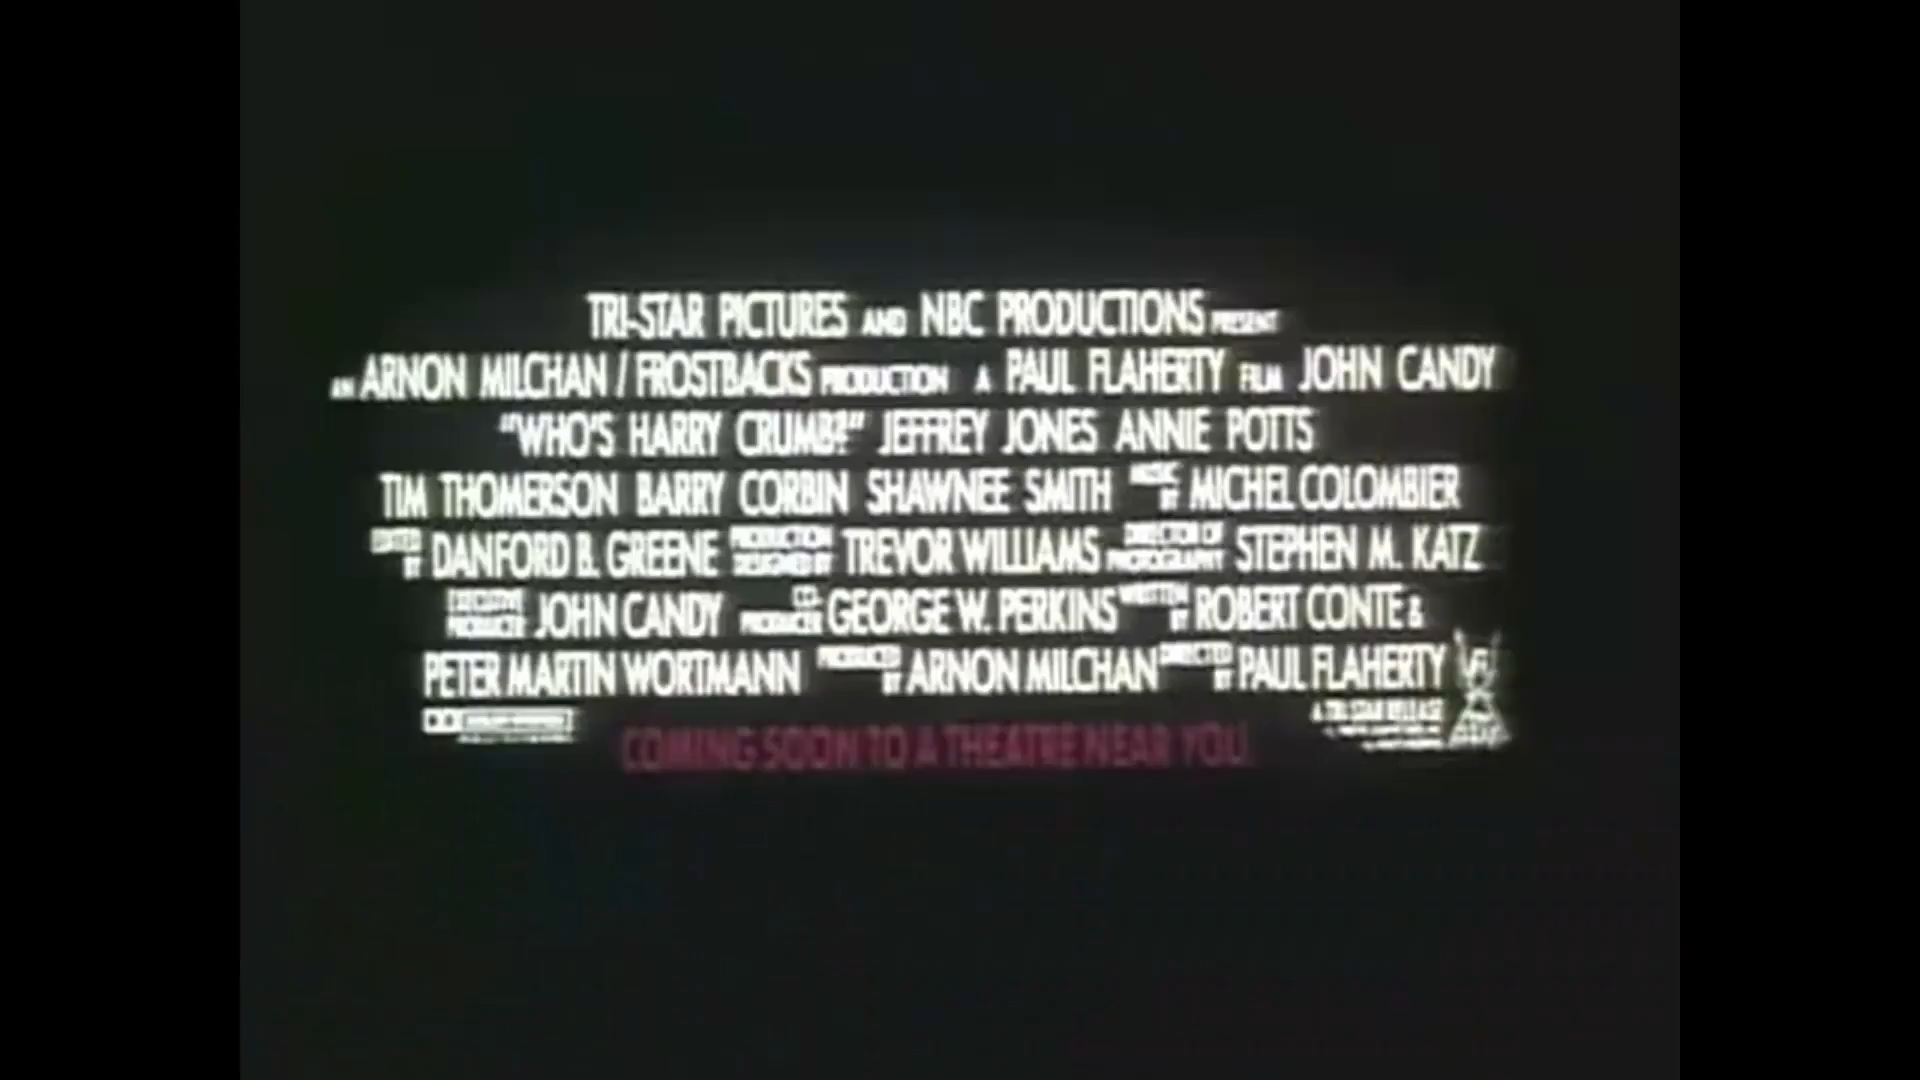 TRI-STAR PICTURES AND NBC PRODUCTIONS PRESENT
AN ARNON MILCHAN / FROSTBACKS PRODUCTION A PAUL FLAHERTY FILM JOHN CANDY
"WHO'S HARRY CRUMB?" JEFFREY JONES ANNIE POTTS
TIM THOMERSON BARRY CORBIN SHAWNEE SMITH MUSIC BY MICHEL COLOMBIER
EDITED BY DANFORD B. GREENE PRODUCTION DESIGNED BY TREVOR WILLIAMS DIRECTOR OF PHOTOGRAPHY STEPHEN M. KATZ
EXECUTIVE PRODUCER JOHN CANDY CO-PRODUCER GEORGE W. PERKINS WRITTEN BY ROBERT CONTE &
PETER MARTIN WORTMANN PRODUCED BY ARNON MILCHAN DIRECTED BY PAUL FLAHERTY
A TRI-STAR RELEASE
COMING SOON TO A THEATRE NEAR YOU.